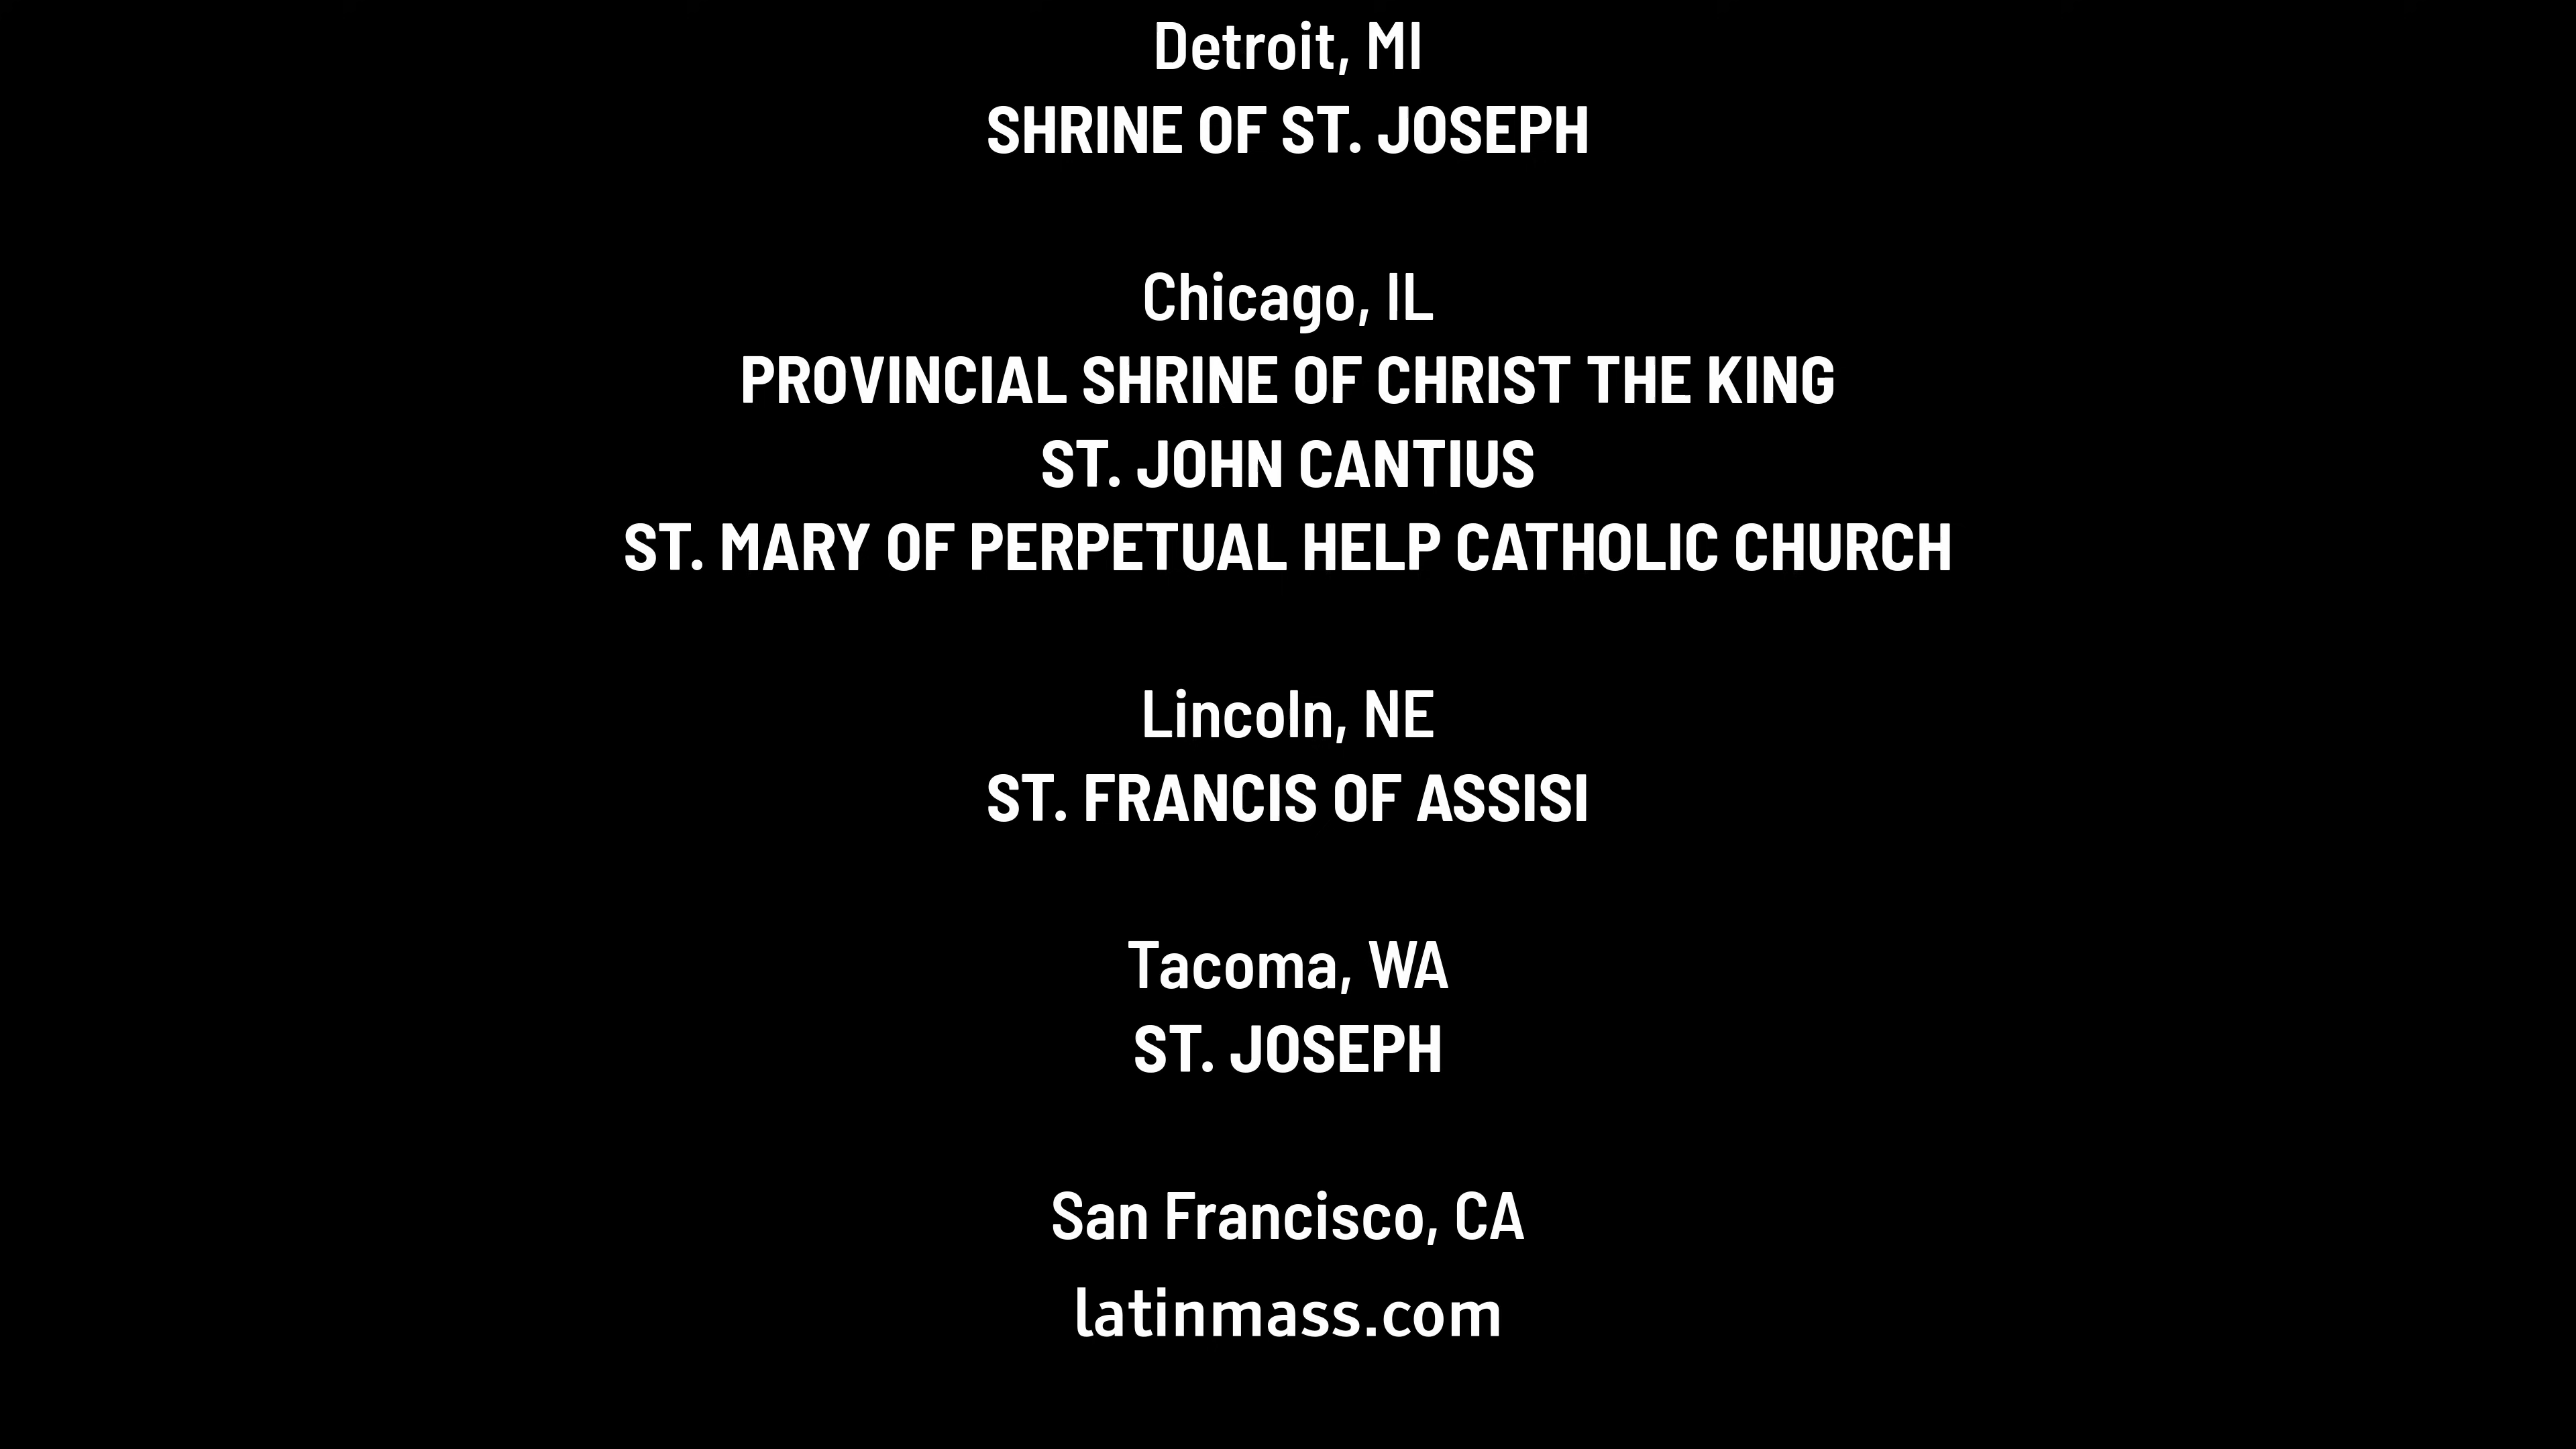 Detroit, MI
SHRINE OF ST. JOSEPH
Chicago, IL
PROVINCIAL SHRINE OF CHRIST THE KING
ST. JOHN CANTIUS
ST. MARY OF PERPETUAL HELP CATHOLIC CHURCH
Lincoln, NE
ST. FRANCIS OF ASSISI
Tacoma, WA
ST. JOSEPH
San Francisco, CA
latinmass.com